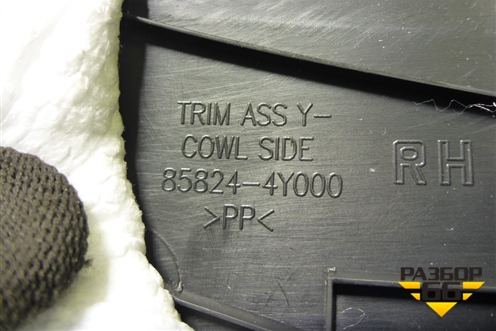 TRIM ASS Y-
COWL SIDE
85824-4Y000
>PP<
RH
РАЗБОР
66